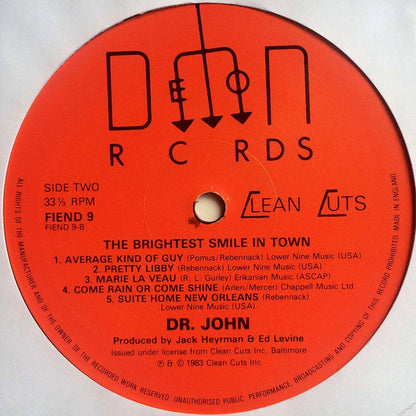 DEMON
R C RDS
SIDE TWO
33⅓ RPM
FIEND 9
FIEND 9-B
CLEAN CUTS
THE BRIGHTEST SMILE IN TOWN
1. AVERAGE KIND OF GUY (Pomus/Rebennack) Lower Nine Music (USA)
2. PRETTY LIBBY (Rebennack) Lower Nine Music (USA)
3. MARIE LA VEAU (R. L. Gurley) Enrikain Music (ASCAP)
4. COME RAIN OR COME SHINE (Arlen/Mercer) Chappell Music Ltd
5. SUITE HOME NEW ORLEANS (Rebennack)
Lower Nine Music (USA)
DR. JOHN
Produced by Jack Heyrman & Ed Levine
Issued under license from Clean Cuts Inc, Baltimore
℗ & © 1983 Clean Cuts Inc
ALL RIGHTS OF THE MANUFACTURER AND OF THE OWNER OF THE RECORDED WORK RESERVED. UNAUTHORISED PUBLIC PERFORMANCE, BROADCASTING AND COPYING OF THIS RECORD PROHIBITED. MADE IN ENGLAND